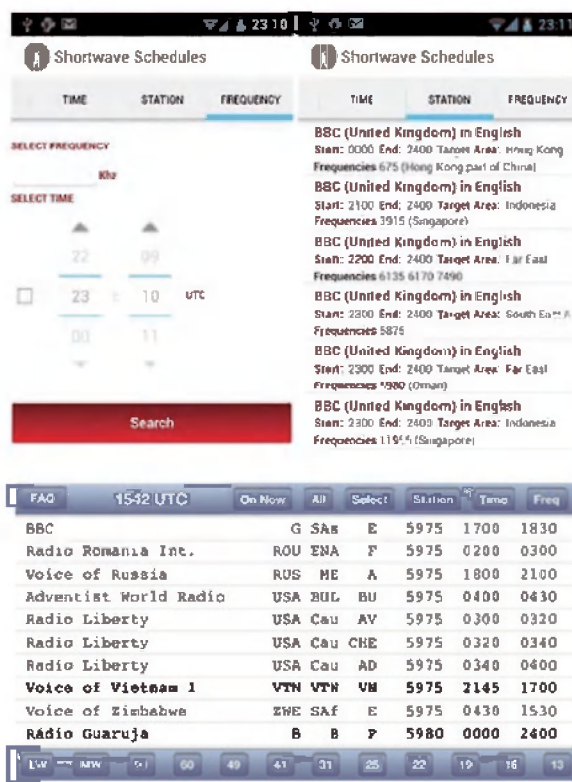 23:10
Shortwave Schedules
TIME STATION FREQUENCY
SELECT FREQUENCY
Khz
SELECT TIME
22 09
23 : 10 UTC
00 11
Search
23:11
Shortwave Schedules
TIME STATION FREQUENCY
BBC (United Kingdom) in English
Start: 0000 End: 2400 Target Area: Hong Kong
Frequencies 675 (Hong Kong part of China)
BBC (United Kingdom) in English
Start: 2100 End: 2400 Target Area: Indonesia
Frequencies 3915 (Singapore)
BBC (United Kingdom) in English
Start: 2200 End: 2400 Target Area: Far East
Frequencies 6135 6170 7490
BBC (United Kingdom) in English
Start: 2300 End: 2400 Target Area: South East A
Frequencies 5875
BBC (United Kingdom) in English
Start: 2300 End: 2400 Target Area: Far East
Frequencies 5980 (Oman)
BBC (United Kingdom) in English
Start: 2300 End: 2400 Target Area: Indonesia
Frequencies (Singapore)
FAQ 1542 UTC On Now All Select Station Time Freq
BBC G SAs E 5975 1700 1830
Radio Romania Int. ROU ENA F 5975 0200 0300
Voice of Russia RUS ME A 5975 1800 2100
Adventist World Radio USA BUL BU 5975 0400 0430
Radio Liberty USA Cau AV 5975 0300 0320
Radio Liberty USA Cau CHE 5975 0320 0340
Radio Liberty USA Cau AD 5975 0340 0400
Voice of Vietnam 1 VTN VTN VN 5975 2145 1700
Voice of Zimbabwe ZWE SAf E 5975 0430 1530
Rádio Guaruja B B P 5980 0000 2400
LW MW 60 49 41 31 25 22 19 16 13